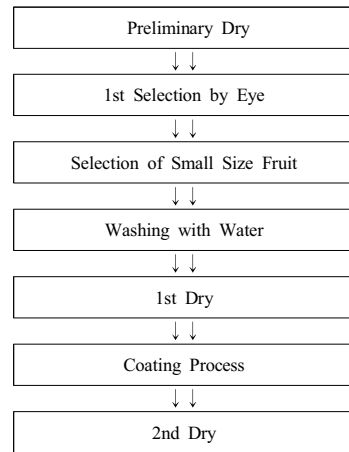 Preliminary Dry
1st Selection by Eye
Selection of Small Size Fruit
Washing with Water
1st Dry
Coating Process
2nd Dry